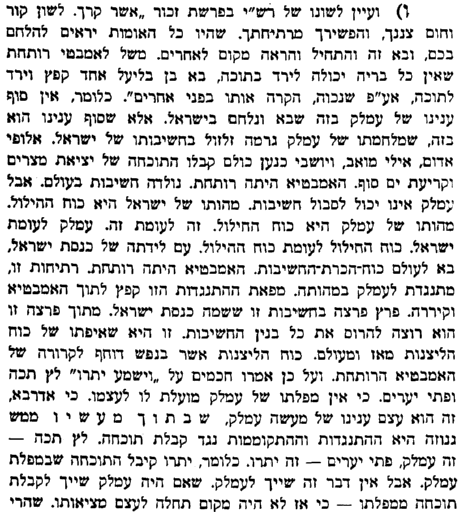 ו) ועיין לשונו של רש״י בפרשת זכור „אשר קרך. לשון קור
וחום צננך, והפשירך מרתיחתך. שהיו כל האומות יראים להלחם
בכם, ובא זה והתחיל והראה מקום לאחרים. משל לאמבטי רותחת
שאין כל בריה יכולה לירד בתוכה, בא בן בליעל אחד קפץ וירד
לתוכה, אע״פ שנכוה, הקרה אותו בפני אחרים”. כלומר, אין סוף
ענינו של עמלק בזה שבא ונלחם בישראל. אלא שסוף ענינו הוא
בזה, שמלחמתו של עמלק גרמה זלזול בחשיבותו של ישראל. אלופי
אדום, אילי מואב, ויושבי כנען כולם קבלו התוכחה של יציאת מצרים
וקריעת ים סוף. האמבטיא היתה רותחת. נולדה חשיבות בעולם. אבל
עמלק אינו יכול לסבול חשיבות. מהותו של ישראל היא כוח ההילול.
מהותו של עמלק היא כוח החילול. זה לעומת זה. עמלק לעומת
ישראל. כוח החילול לעומת כוח ההילול. עם לידתה של כנסת ישראל,
בא לעולם כוח-הכרת-החשיבות. האמבטיא היתה רותחת. רתיחות זו,
מתנגדת לעמלק במהותה. מפאת ההתנגדות הזו קפץ לתוך האמבטיא
וקיררה. פרץ פרצה בחשיבות זו ששמה כנסת ישראל. מתוך פרצה זו
הוא רוצה להרוס את כל בנין החשיבות. זו היא שאיפתו של כוח
הליצנות מאז ומעולם. כוח הליצנות אשר בנפש דוחף לקרורה של
האמבטיא הרותחת. ועל כן אמרו חכמים על „וישמע יתרו” לץ תכה
ופתי יערים. כי אין מפלתו של עמלק מועלת לו לעצמו. כי אדרבא,
זה הוא עצם ענינו של מעשה עמלק, שבתוך מעשיו ממש
גנוזה היא ההתנגדות וההתקוממות נגד קבלת תוכחה. לץ תכה —
זה עמלק, פתי יערים — זה יתרו. כלומר, יתרו קיבל התוכחה שבמפלת
עמלק. אבל אין דבר זה שייך לעמלק. שאם היה עמלק שייך לקבלת
תוכחה ממפלתו — כי אז לא היה מקום תחלה לעצם מציאותו. שהרי